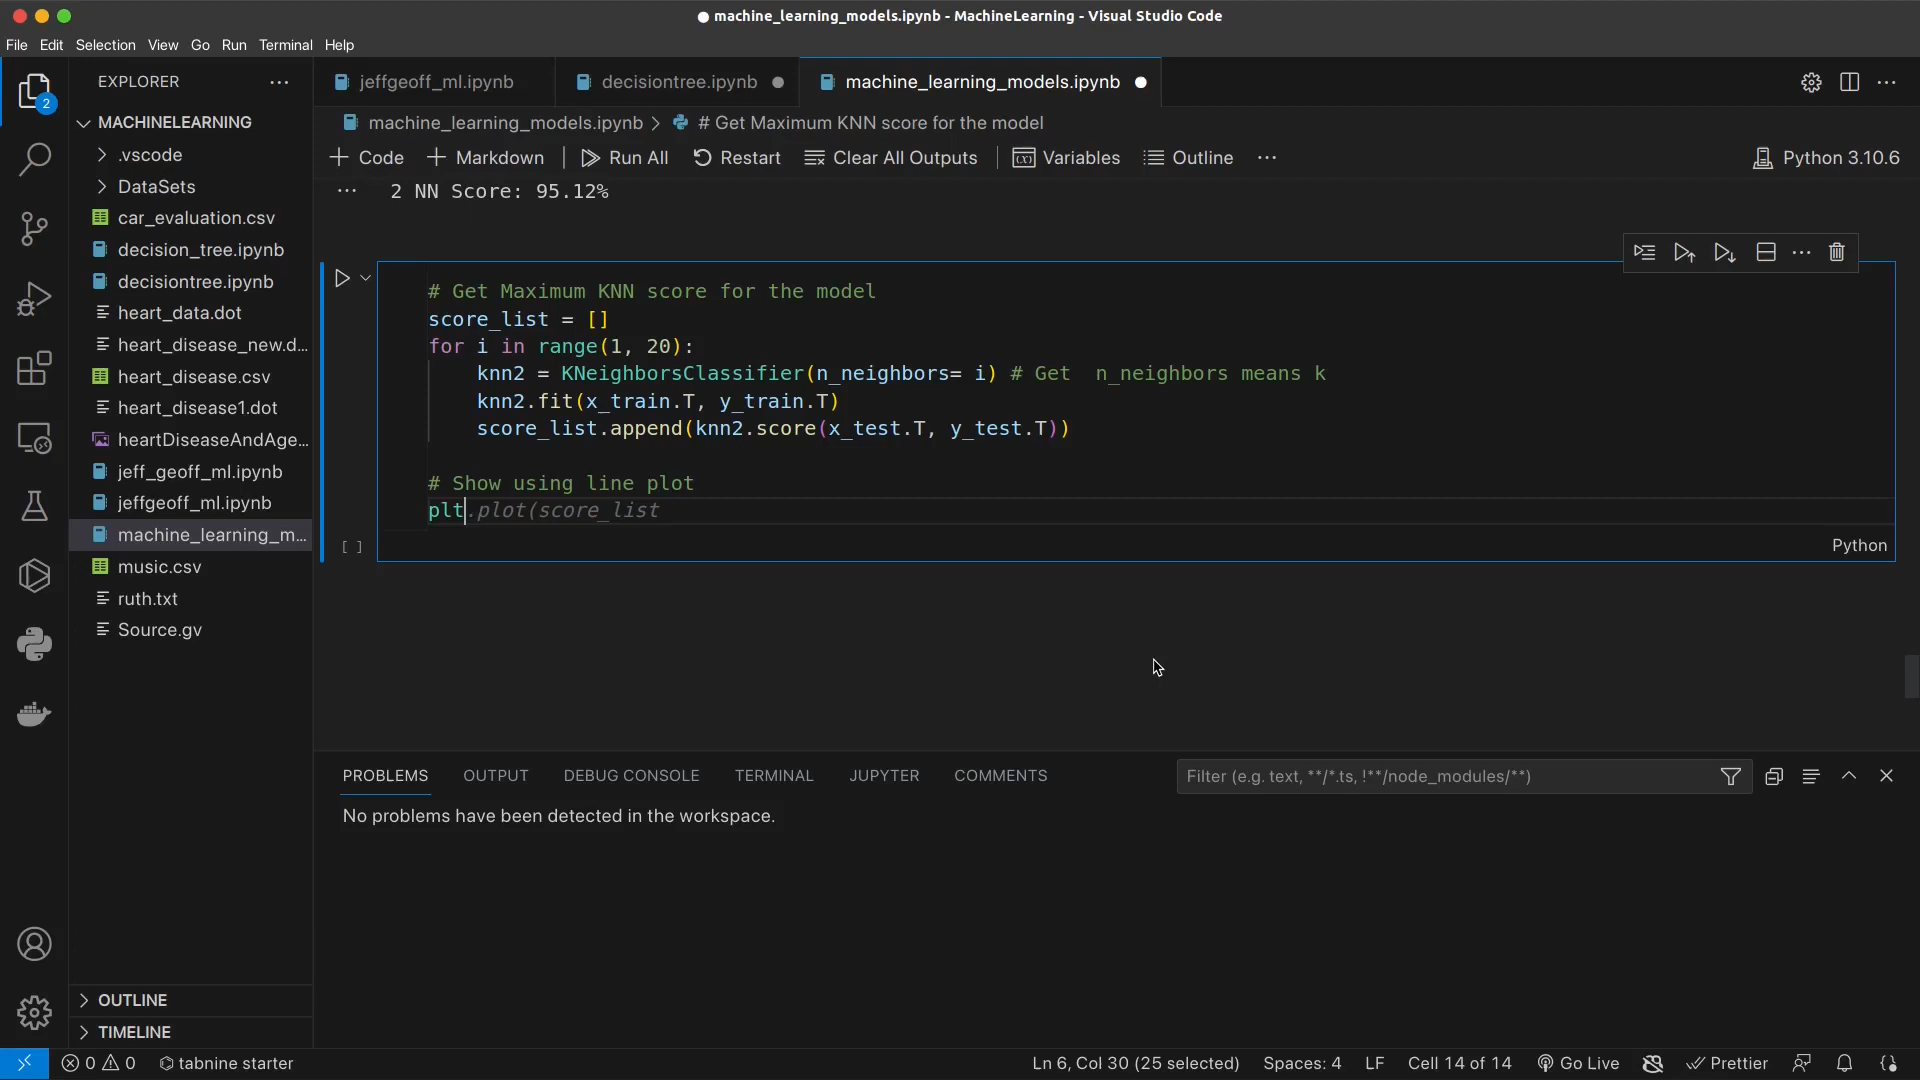 machine_learning_models.ipynb - MachineLearning - Visual Studio Code
File Edit Selection View Go Run Terminal Help
EXPLORER
2
MACHINELEARNING
.vscode
DataSets
car_evaluation.csv
decision_tree.ipynb
decisiontree.ipynb
heart_data.dot
heart_disease_new.d...
heart_disease.csv
heart_disease1.dot
heartDiseaseAndAge...
jeff_geoff_ml.ipynb
jeffgeoff_ml.ipynb
machine_learning_m...
music.csv
ruth.txt
Source.gv
OUTLINE
TIMELINE
jeffgeoff_ml.ipynb decisiontree.ipynb machine_learning_models.ipynb
machine_learning_models.ipynb > # Get Maximum KNN score for the model
+ Code + Markdown Run All Restart Clear All Outputs Variables Outline ... Python 3.10.6
... 2 NN Score: 95.12%
# Get Maximum KNN score for the model
score_list = []
for i in range(1, 20):
knn2 = KNeighborsClassifier(n_neighbors= i) # Get  n_neighbors means k
knn2.fit(x_train.T, y_train.T)
score_list.append(knn2.score(x_test.T, y_test.T))
# Show using line plot
plt.plot(score_list
[ ] Python
PROBLEMS OUTPUT DEBUG CONSOLE TERMINAL JUPYTER COMMENTS Filter (e.g. text, **/*.ts, !**/node_modules/**)
No problems have been detected in the workspace.
0 0 tabnine starter Ln 6, Col 30 (25 selected) Spaces: 4 LF Cell 14 of 14 Go Live Prettier